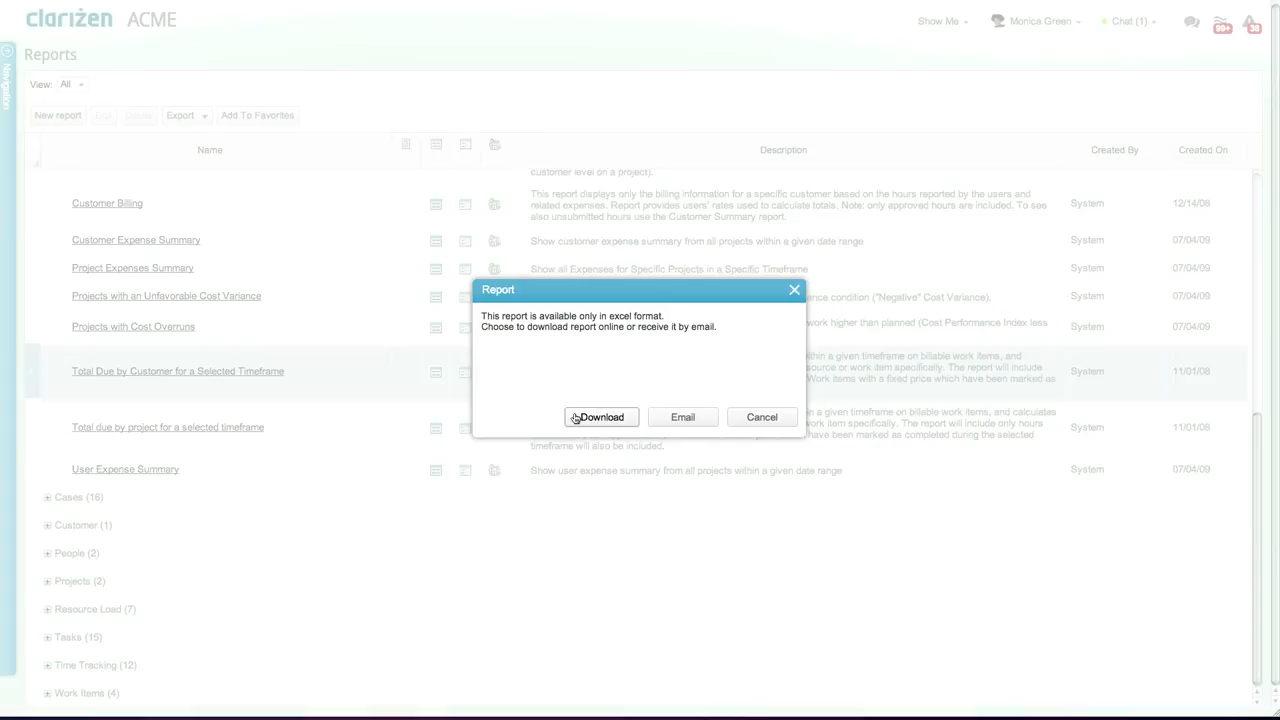 clarizen ACME
Show Me
Monica Green
Chat (1)
99+
38
Navigation
Reports
View: All
New report
Edit
Delete
Export
Add To Favorites
Name
Description
Created By
Created On
customer level on a project).
Customer Billing
This report displays only the billing information for a specific customer based on the hours reported by the users and
related expenses. Report provides users' rates used to calculate totals. Note: only approved hours are included. To see
also unsubmitted hours use the Customer Summary report.
System
12/14/08
Customer Expense Summary
Show customer expense summary from all projects within a given date range
System
07/04/09
Project Expenses Summary
Show all Expenses for Specific Projects in a Specific Timeframe
System
07/04/09
Projects with an Unfavorable Cost Variance
ance condition ("Negative" Cost Variance).
System
07/04/09
Projects with Cost Overruns
work higher than planned (Cost Performance Index less
System
07/04/09
Total Due by Customer for a Selected Timeframe
within a given timeframe on billable work items, and
source or work item specifically. The report will include
Work items with a fixed price which have been marked as
System
11/01/08
Total due by project for a selected timeframe
n a given timeframe on billable work items, and calculates
work item specifically. The report will include only hours
have been marked as completed during the selected
timeframe will also be included.
System
11/01/08
User Expense Summary
Show user expense summary from all projects within a given date range
System
07/04/09
Cases (16)
Customer (1)
People (2)
Projects (2)
Resource Load (7)
Tasks (15)
Time Tracking (12)
Work Items (4)
Report
This report is available only in excel format.
Choose to download report online or receive it by email.
Download
Email
Cancel